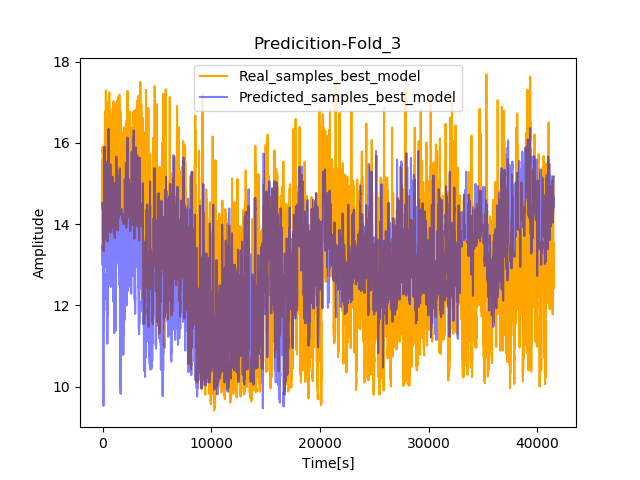 Predicition-Fold_3
Real_samples_best_model
Predicted_samples_best_model
Amplitude
18
16
14
12
10
0
10000
20000
30000
40000
Time[s]